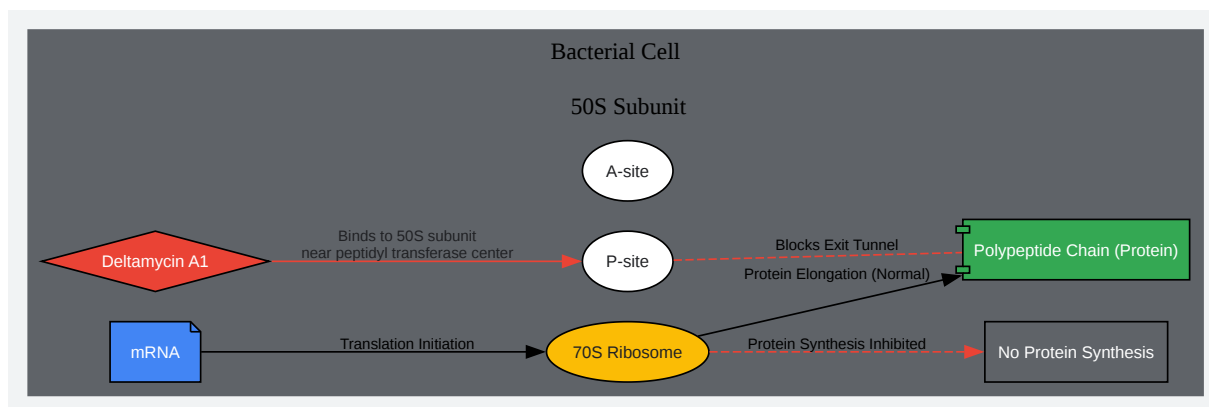 Bacterial Cell
50S Subunit
A-site
Binds to 50S subunit
near peptidyl transferase center
Deltamycin A1
P-site
Blocks Exit Tunnel
Polypeptide Chain (Protein)
Protein Elongation (Normal)
mRNA
Translation Initiation
70S Ribosome
Protein Synthesis Inhibited
No Protein Synthesis